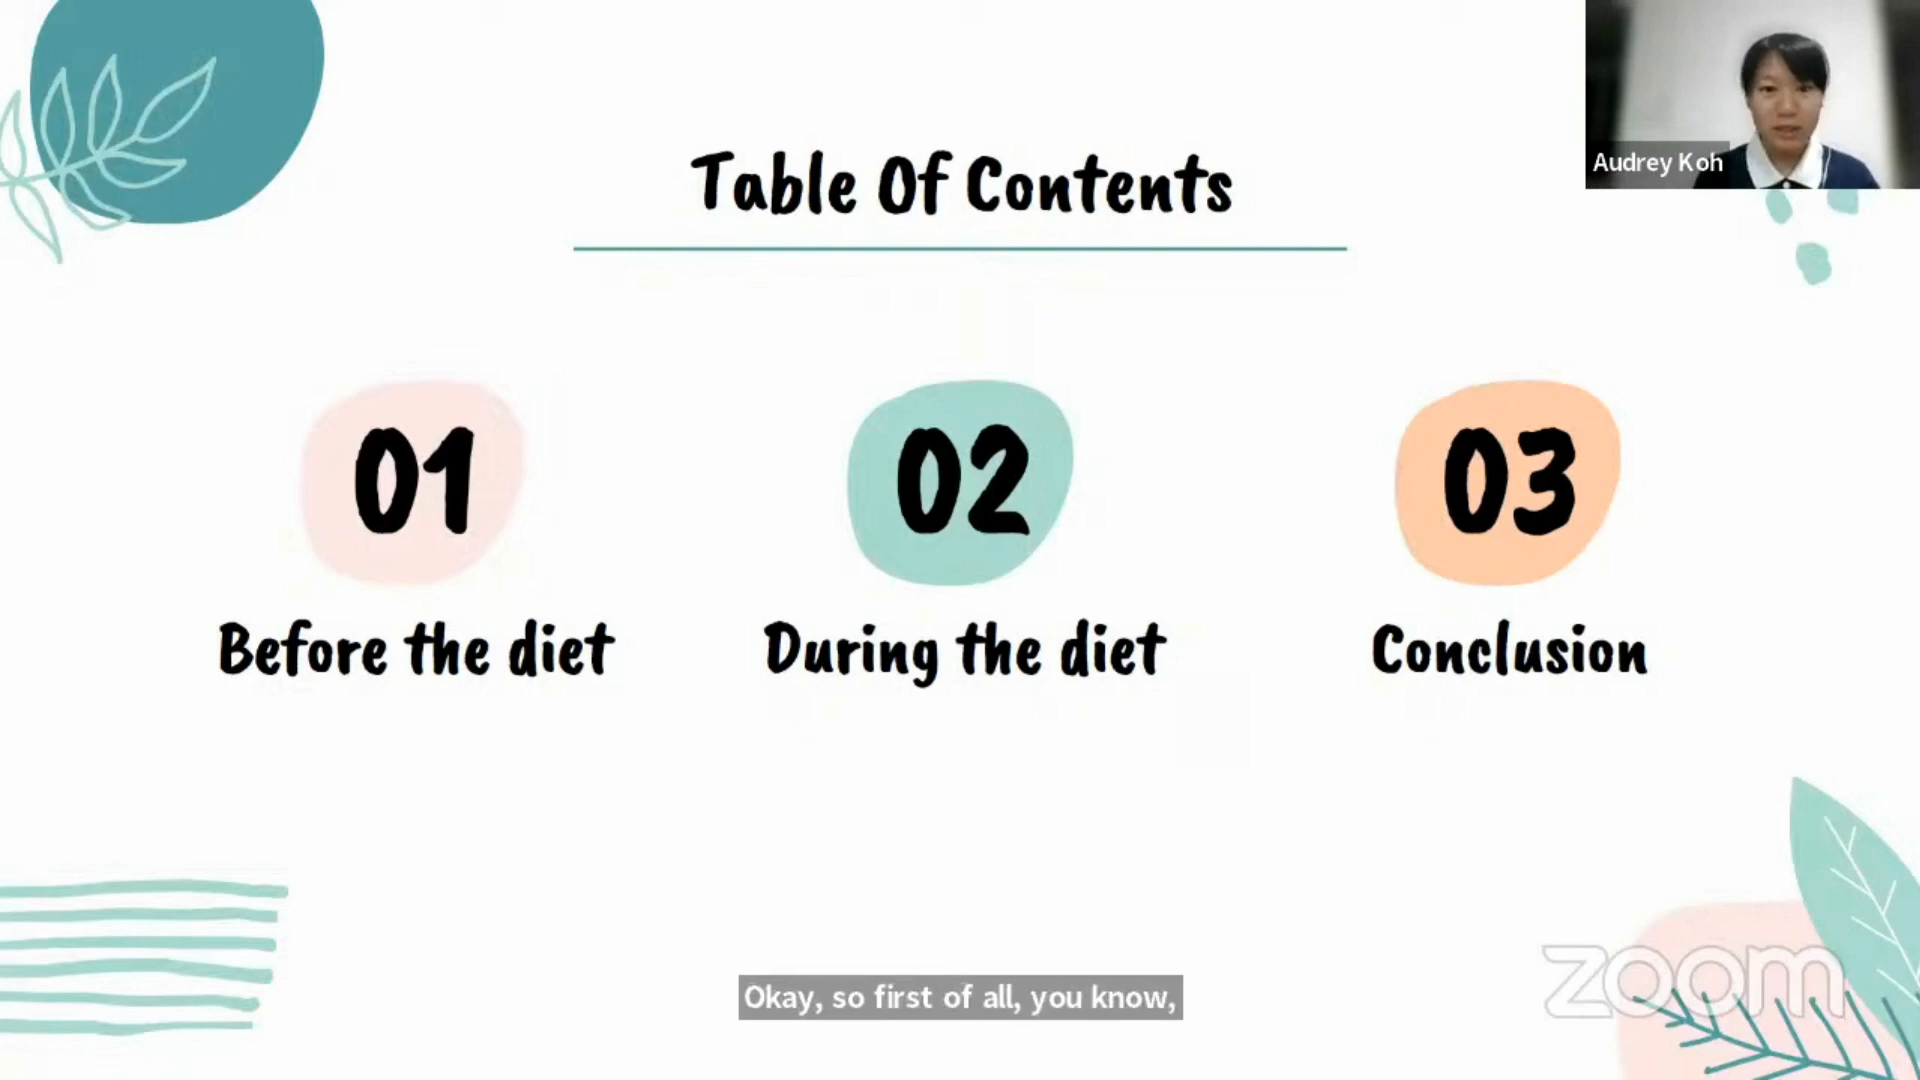 Table Of Contents
Audrey Koh
01
02
03
Before the diet
During the diet
Conclusion
Okay, so first of all, you know,
zoom